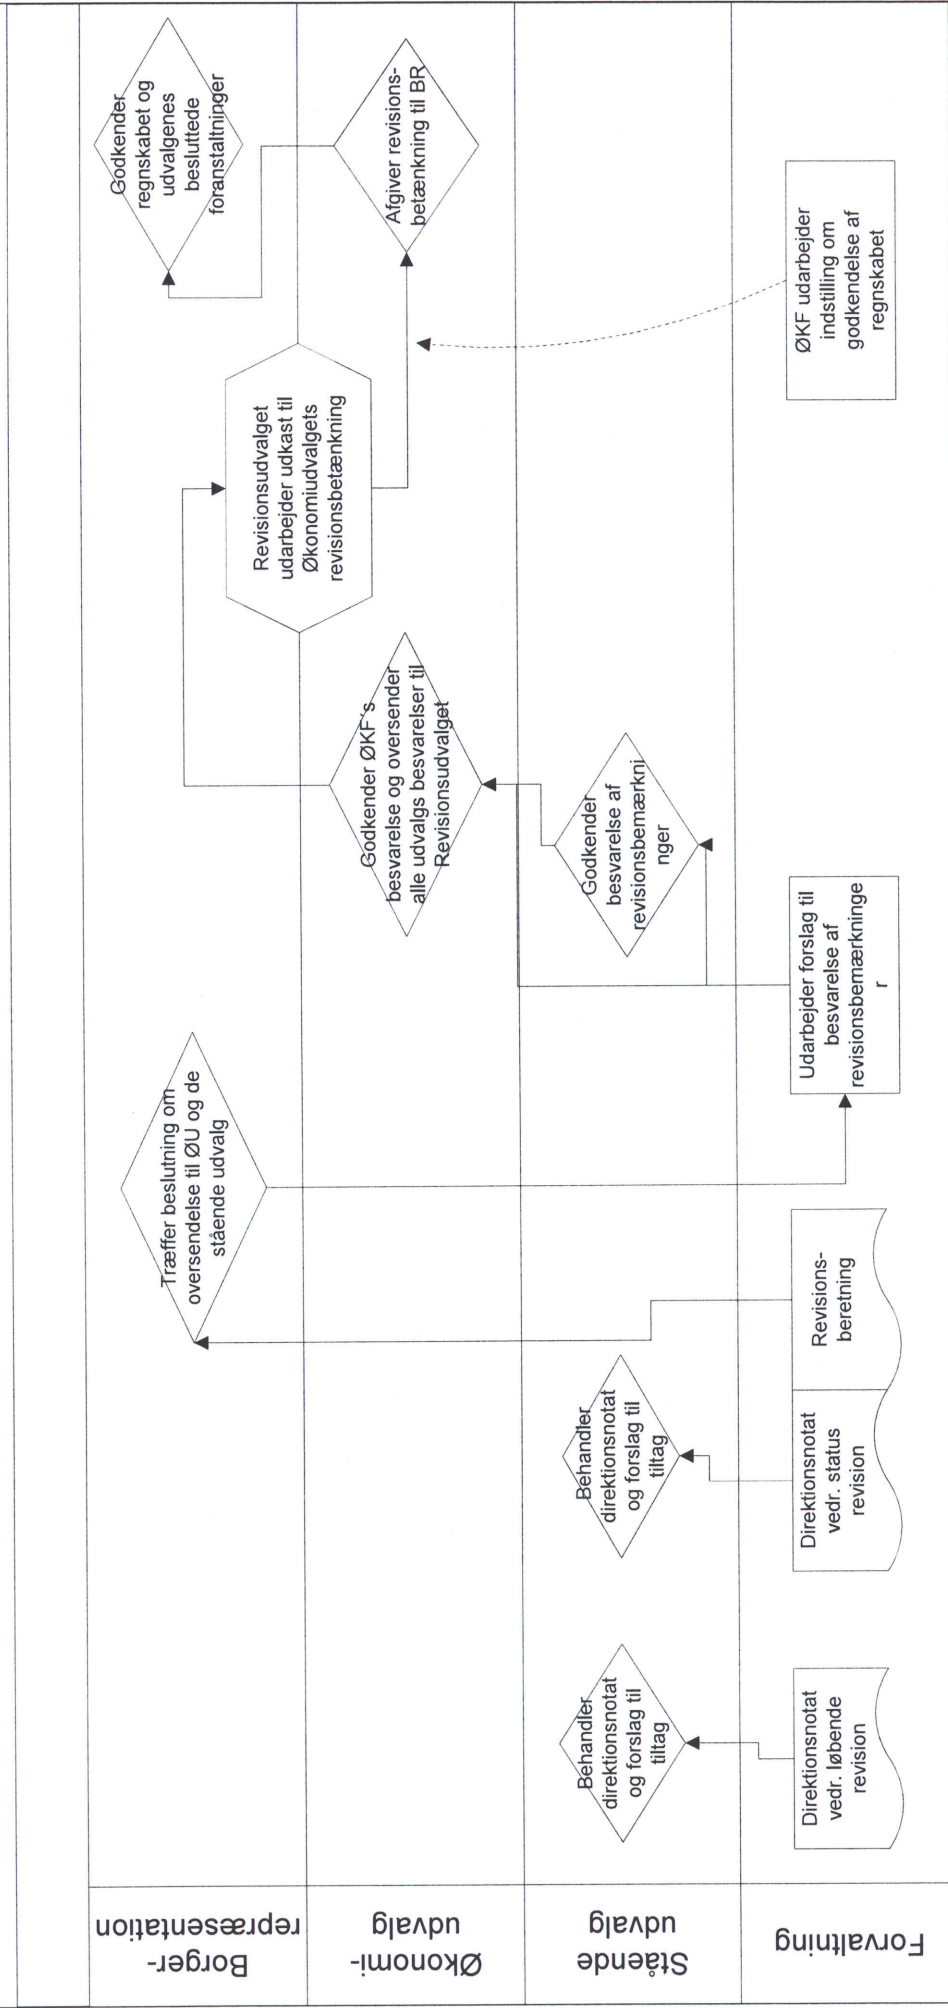 Borger-
repræsentation
Økonomi-
udvalg
Stående
udvalg
Forvaltning
Træffer beslutning om
oversendelse til ØU og de
stående udvalg
Revisionsudvalget
udarbejder udkast til
Økonomiudvalgets
revisionsbetænkning
Godkender
regnskabet og
udvalgenes
besluttede
foranstaltninger
Godkender ØKF´s
besvarelse og oversender
alle udvalgs besvarelser til
Revisionsudvalget
Afgiver revisions-
betænkning til BR
Behandler
direktionsnotat
og forslag til
tiltag
Behandler
direktionsnotat
og forslag til
tiltag
Godkender
besvarelse af
revisionsbemærkni
nger
Direktionsnotat
vedr. løbende
revision
Direktionsnotat
vedr. status
revision
Revisions-
beretning
Udarbejder forslag til
besvarelse af
revisionsbemærkninge
r
ØKF udarbejder
indstilling om
godkendelse af
regnskabet